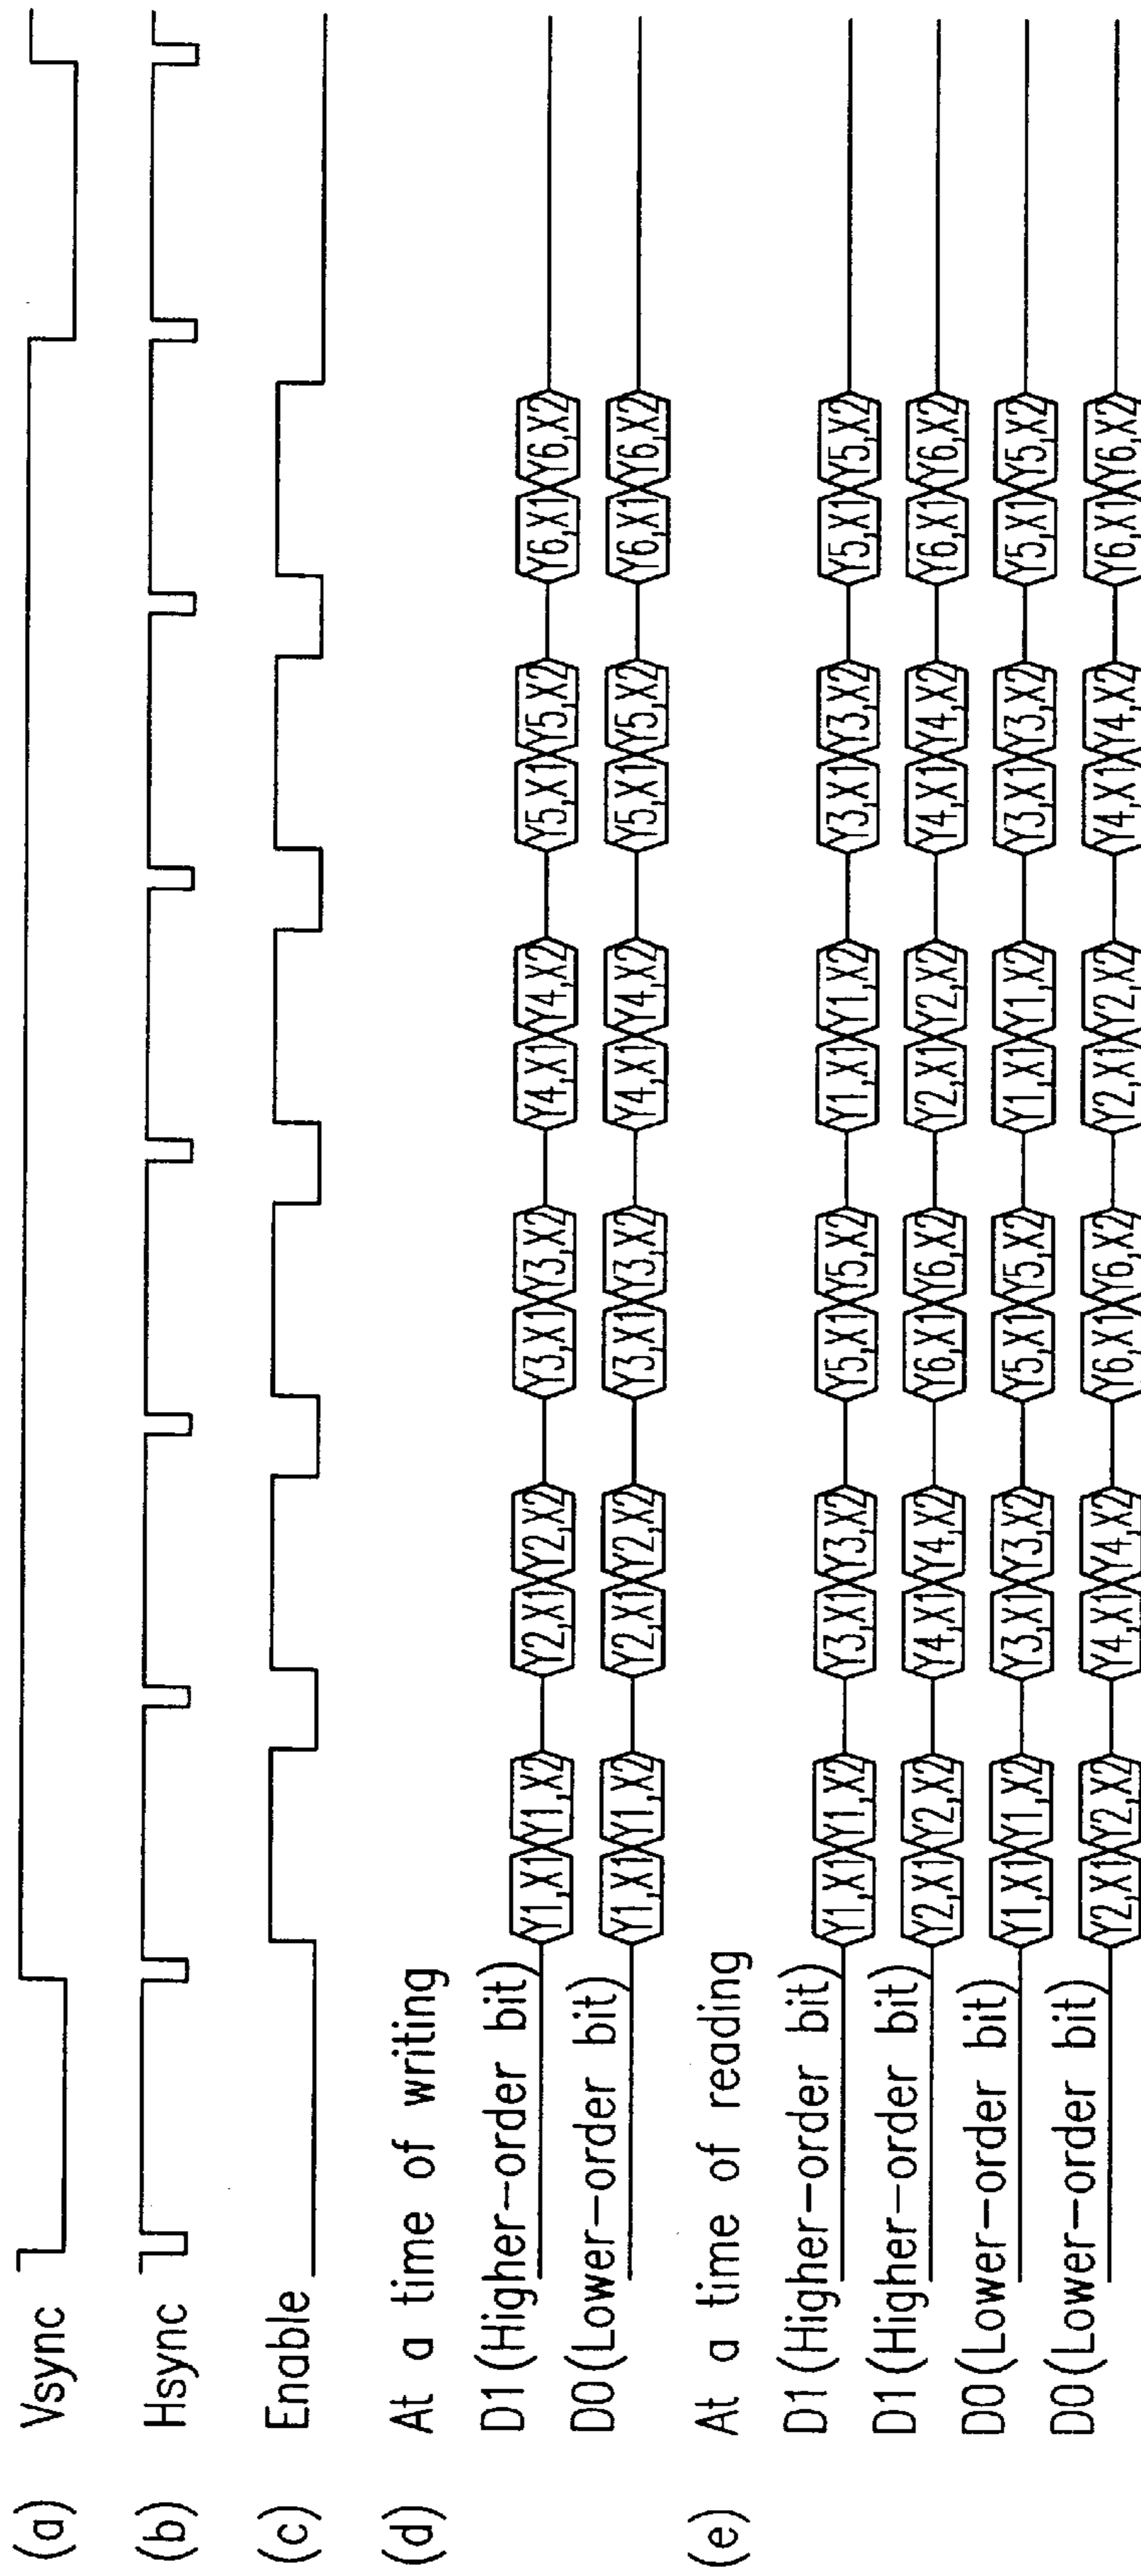 (a) Vsync
(b) Hsync
(c) Enable
(d) At a time of writing
D1(Higher-order bit) Y1,X1 Y1,X2 Y2,X1 Y2,X2 Y3,X1 Y3,X2 Y4,X1 Y4,X2 Y5,X1 Y5,X2 Y6,X1 Y6,X2
D0(Lower-order bit) Y1,X1 Y1,X2 Y2,X1 Y2,X2 Y3,X1 Y3,X2 Y4,X1 Y4,X2 Y5,X1 Y5,X2 Y6,X1 Y6,X2
(e) At a time of reading
D1(Higher-order bit) Y1,X1 Y1,X2 Y3,X1 Y3,X2 Y5,X1 Y5,X2 Y1,X1 Y1,X2 Y3,X1 Y3,X2 Y5,X1 Y5,X2
D1(Higher-order bit) Y2,X1 Y2,X2 Y4,X1 Y4,X2 Y6,X1 Y6,X2 Y2,X1 Y2,X2 Y4,X1 Y4,X2 Y6,X1 Y6,X2
D0(Lower-order bit) Y1,X1 Y1,X2 Y3,X1 Y3,X2 Y5,X1 Y5,X2 Y1,X1 Y1,X2 Y3,X1 Y3,X2 Y5,X1 Y5,X2
D0(Lower-order bit) Y2,X1 Y2,X2 Y4,X1 Y4,X2 Y6,X1 Y6,X2 Y2,X1 Y2,X2 Y4,X1 Y4,X2 Y6,X1 Y6,X2